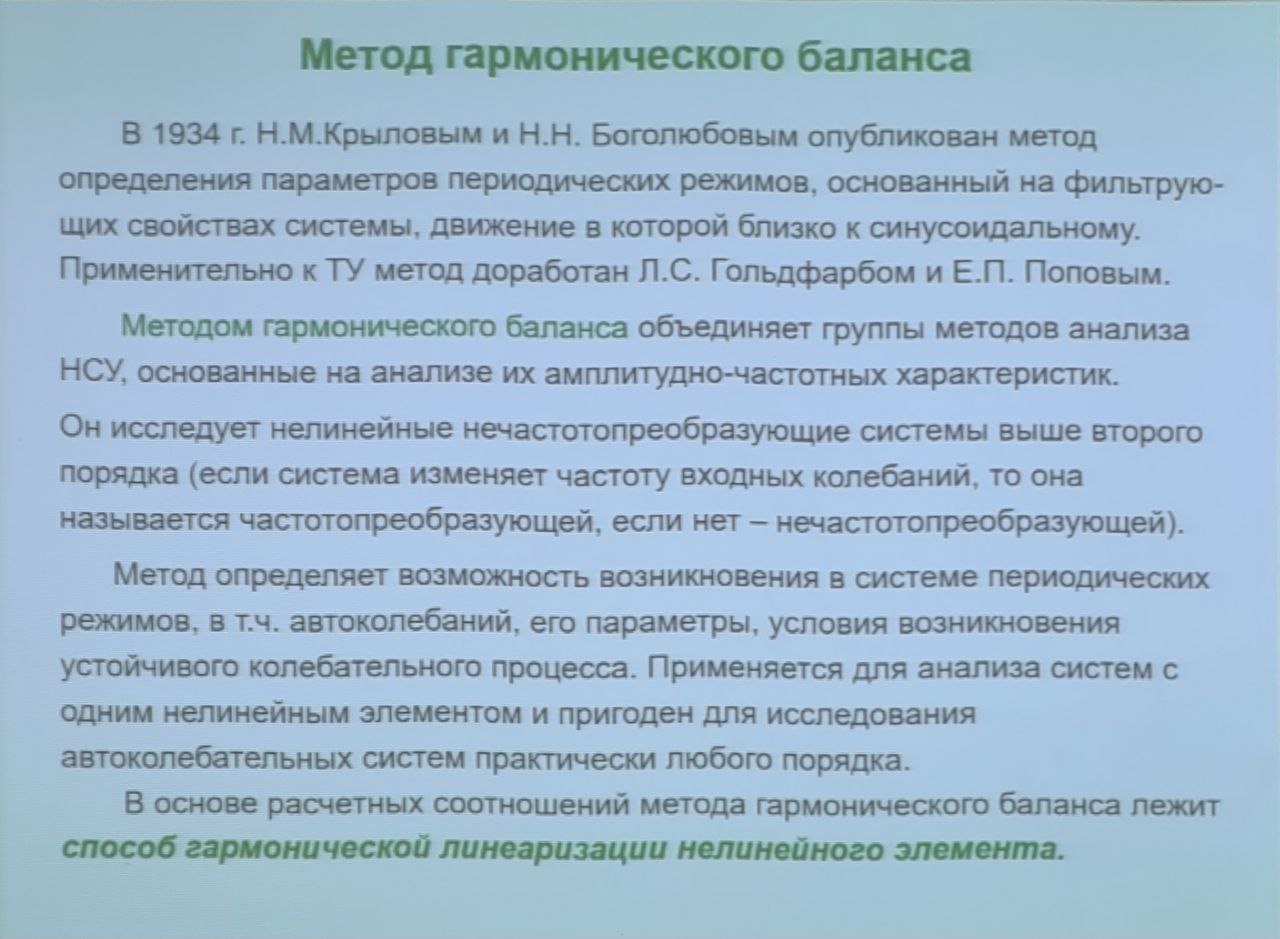 Метод гармонического баланса
В 1934 г. Н.М.Крыловым и Н.Н. Боголюбовым опубликован метод
определения параметров периодических режимов, основанный на фильтрую-
щих свойствах системы, движение в которой близко к синусоидальному.
Применительно к ТУ метод доработан Л.С. Гольдфарбом и Е.П. Поповым.
Методом гармонического баланса объединяет группы методов анализа
НСУ, основанные на анализе их амплитудно-частотных характеристик.
Он исследует нелинейные нечастотопреобразующие системы выше второго
порядка (если система изменяет частоту входных колебаний, то она
называется частотопреобразующей, если нет – нечастотопреобразующей).
Метод определяет возможность возникновения в системе периодических
режимов, в т.ч. автоколебаний, его параметры, условия возникновения
устойчивого колебательного процесса. Применяется для анализа систем с
одним нелинейным элементом и пригоден для исследования
автоколебательных систем практически любого порядка.
В основе расчетных соотношений метода гармонического баланса лежит
способ гармонической линеаризации нелинейного элемента.